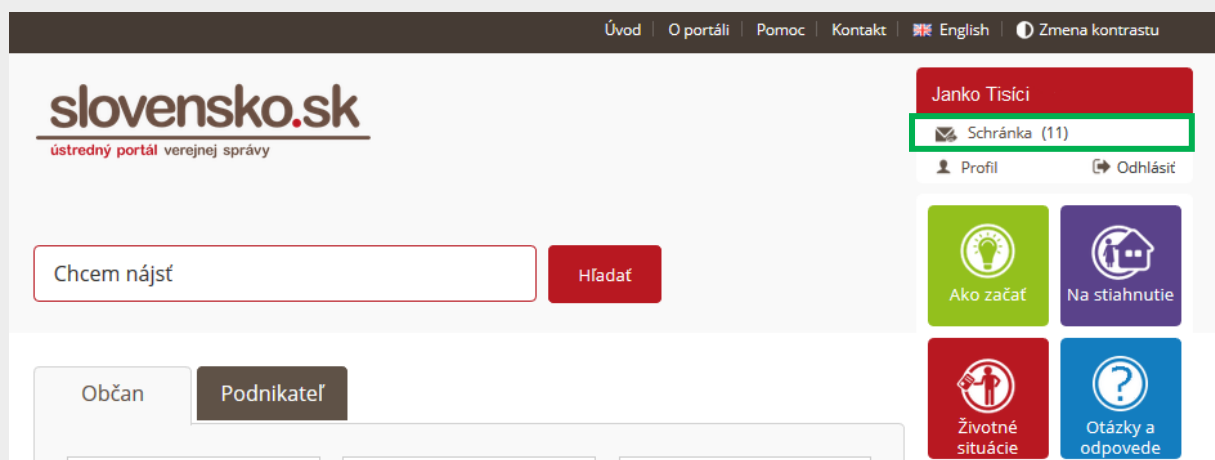 Úvod
O portáli
Pomoc
Kontakt
English
Zmena kontrastu
slovensko.sk
ústredný portál verejnej správy
Janko Tisíci
Schránka (11)
Profil
Odhlásiť
Chcem nájsť
Hľadať
Ako začať
Na stiahnutie
Životné
situácie
Otázky a
odpovede
Občan
Podnikateľ